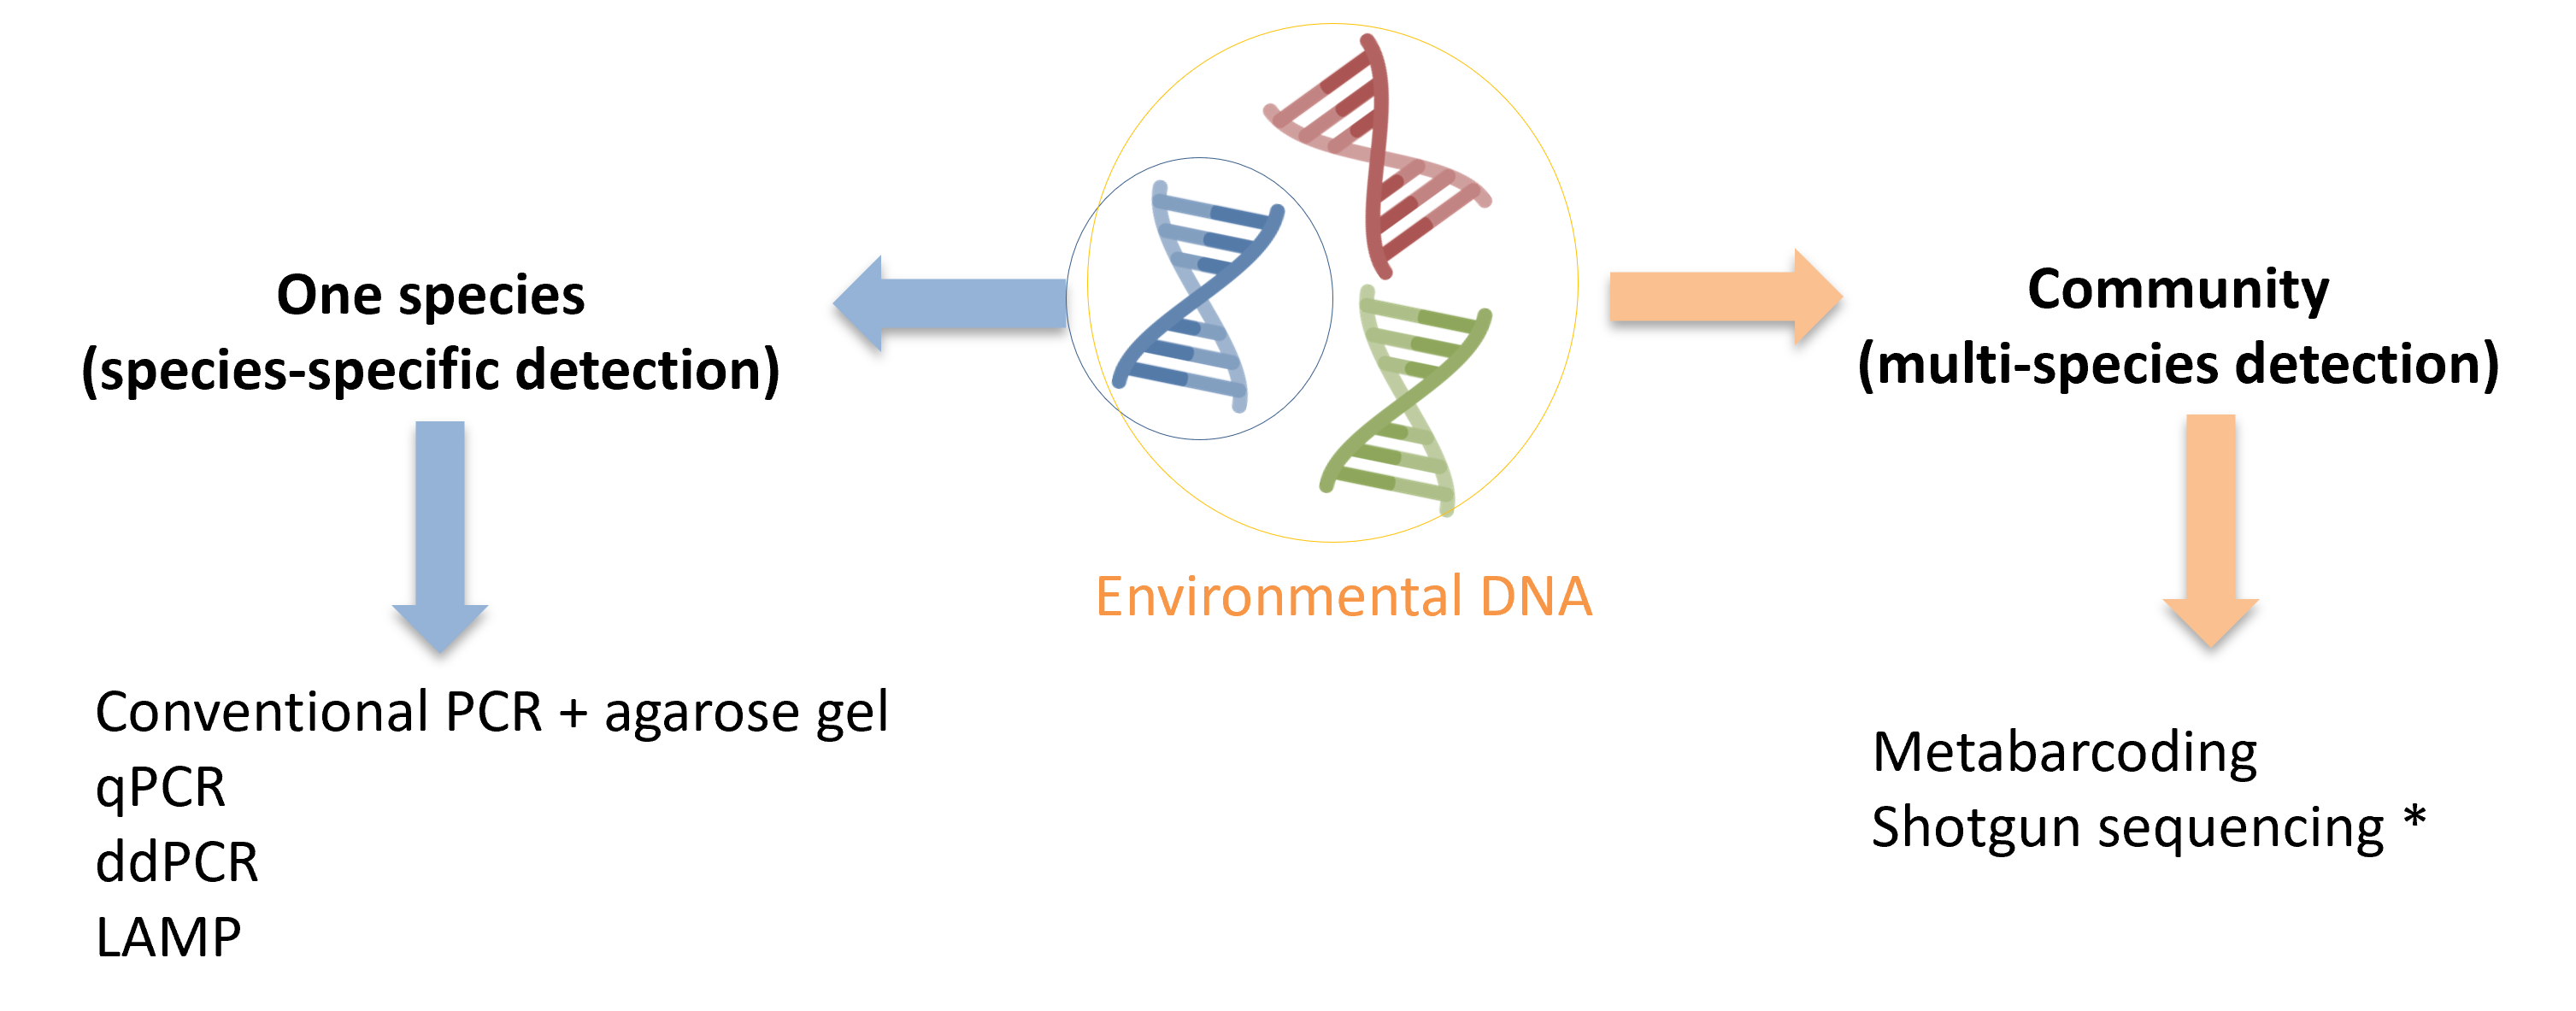 One species
(species-specific detection)
Conventional PCR + agarose gel
qPCR
ddPCR
LAMP
Environmental DNA
Community
(multi-species detection)
Metabarcoding
Shotgun sequencing *